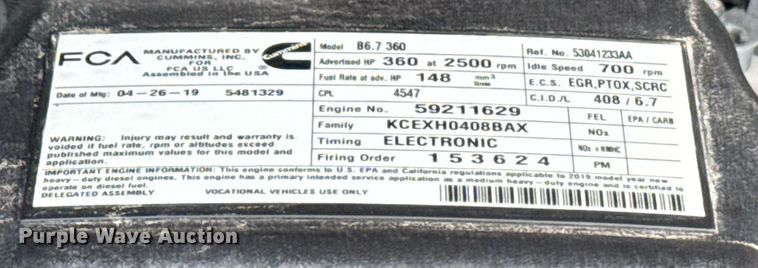 FCA
MANUFACTURED BY
CUMMINS, INC.
FOR
FCA US LLC
Assembled in the USA
Cummins
Date of Mfg: 04-26-19 5481329
WARNING: Injury may result and warranty is
voided if fuel rate, rpm or altitudes exceed
published maximum values for this model and
application.
Model B6.7 360
Advertised HP 360 at 2500 rpm
Fuel Rate at adv. HP 148 mm³
CPL 4547
Engine No. 59211629
Family KCEXH0408BAX
Timing ELECTRONIC
Firing Order 1 5 3 6 2 4
Ref. No. 53041233AA
Idle Speed 700 rpm
E.C.S. EGR,PTOX,SCRC
C.I.D./L 408 / 6.7
FEL EPA / CARB
NOx
NOx + NMHC
PM
IMPORTANT ENGINE INFORMATION: This engine conforms to U.S. EPA and California regulations applicable to 2019 model year new
heavy-duty diesel engines. This engine has a primary intended service application as a medium heavy-duty engine and is certified to
operate on diesel fuel.
DELEGATED ASSEMBLY VOCATIONAL VEHICLES USE ONLY
Purple Wave Auction